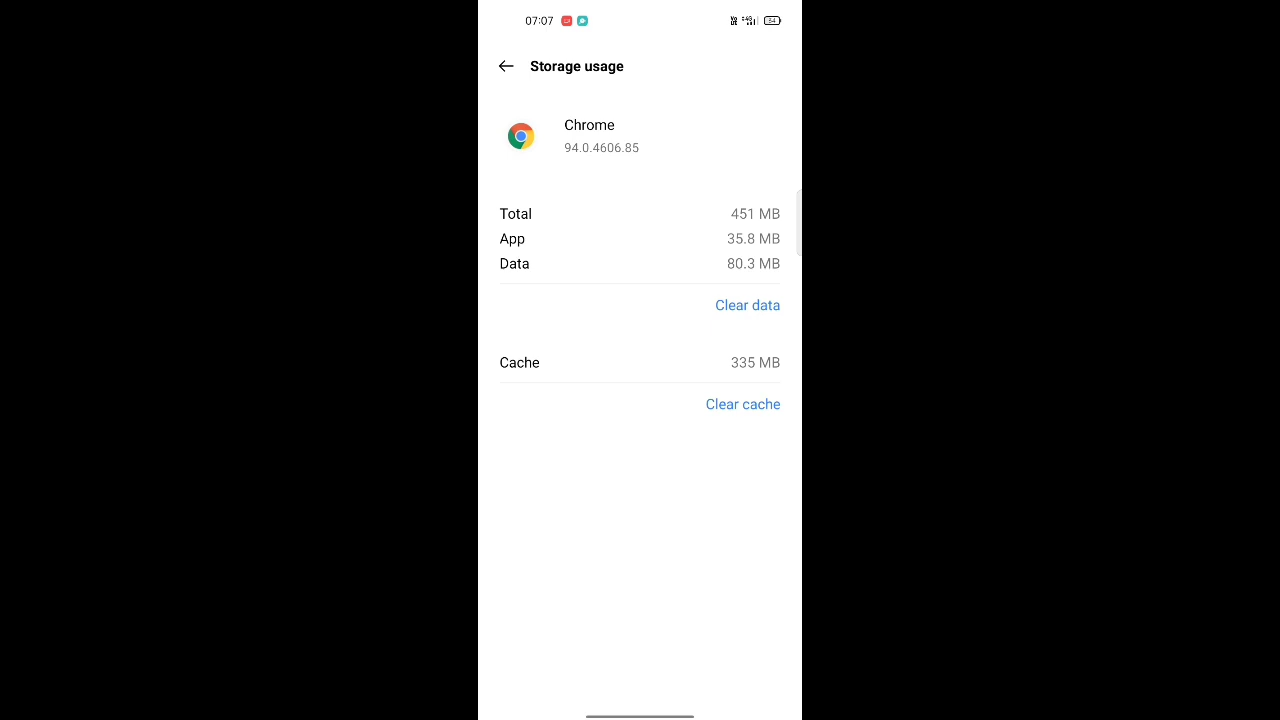 07:07
54
Storage usage
Chrome
94.0.4606.85
Total 451 MB
App 35.8 MB
Data 80.3 MB
Clear data
Cache 335 MB
Clear cache